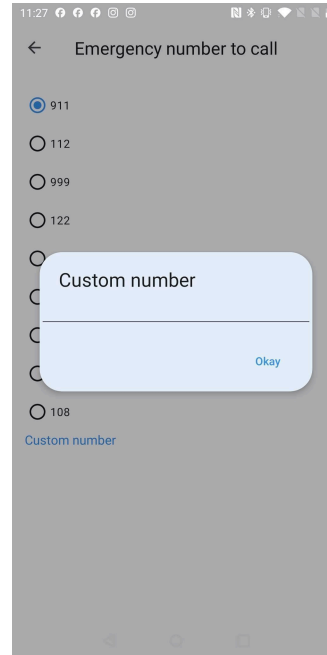 11:27
Emergency number to call
911
112
999
122
Custom number
Okay
108
Custom number